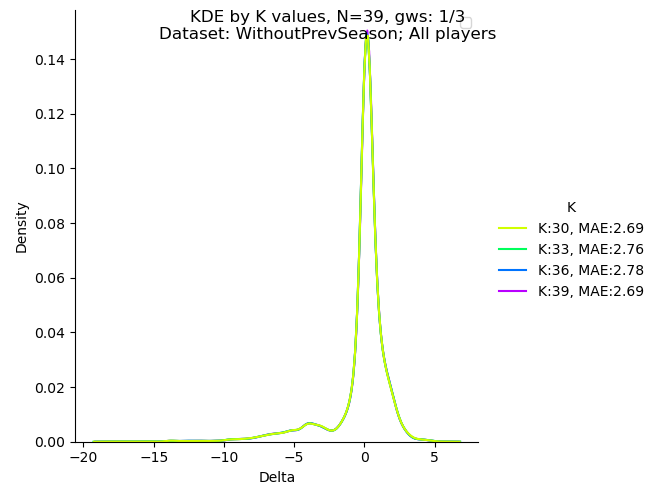 KDE by K values, N=39, gws: 1/3
Dataset: WithoutPrevSeason; All players
Density
0.14
0.12
0.10
0.08
0.06
0.04
0.02
0.00
−20
−15
−10
−5
0
5
Delta
K
K:30, MAE:2.69
K:33, MAE:2.76
K:36, MAE:2.78
K:39, MAE:2.69